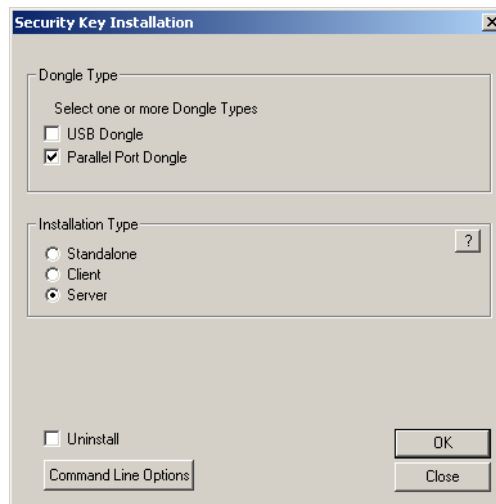 Security Key Installation
Dongle Type
Select one or more Dongle Types
USB Dongle
Parallel Port Dongle
Installation Type
?
Standalone
Client
Server
Uninstall
OK
Command Line Options
Close